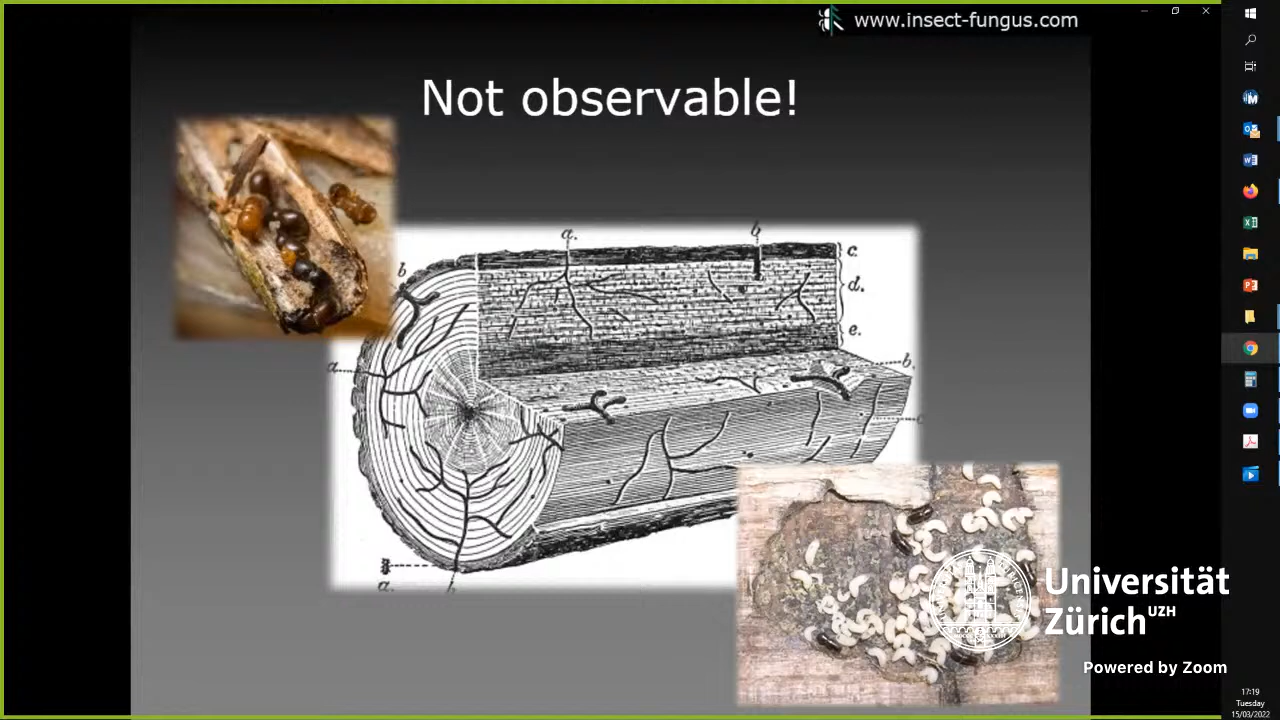 www.insect-fungus.com
Not observable!
a.
b
c
d.
e.
b
a
b.
a.
b
Universität
Zürich UZH
Powered by Zoom
17:19
Tuesday
15/03/2022